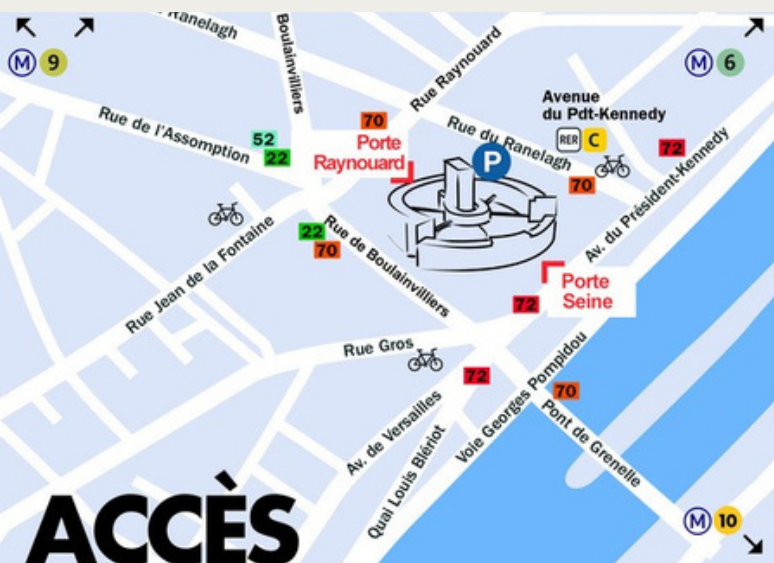 Ranelagh
M 9
M 6
Boulainvilliers
Rue Raynouard
Avenue
du Pdt-Kennedy
RER C
Rue de l'Assomption
52
22
70
Porte
Raynouard
Rue du Ranelagh
P
72
70
Av. du Président-Kennedy
22
70
Rue de Boulainvilliers
Rue Jean de la Fontaine
Porte
Seine
72
Rue Gros
72
70
Voie Georges Pompidou
Pont de Grenelle
Av. de Versailles
Quai Louis Blériot
M 10
ACCÈS